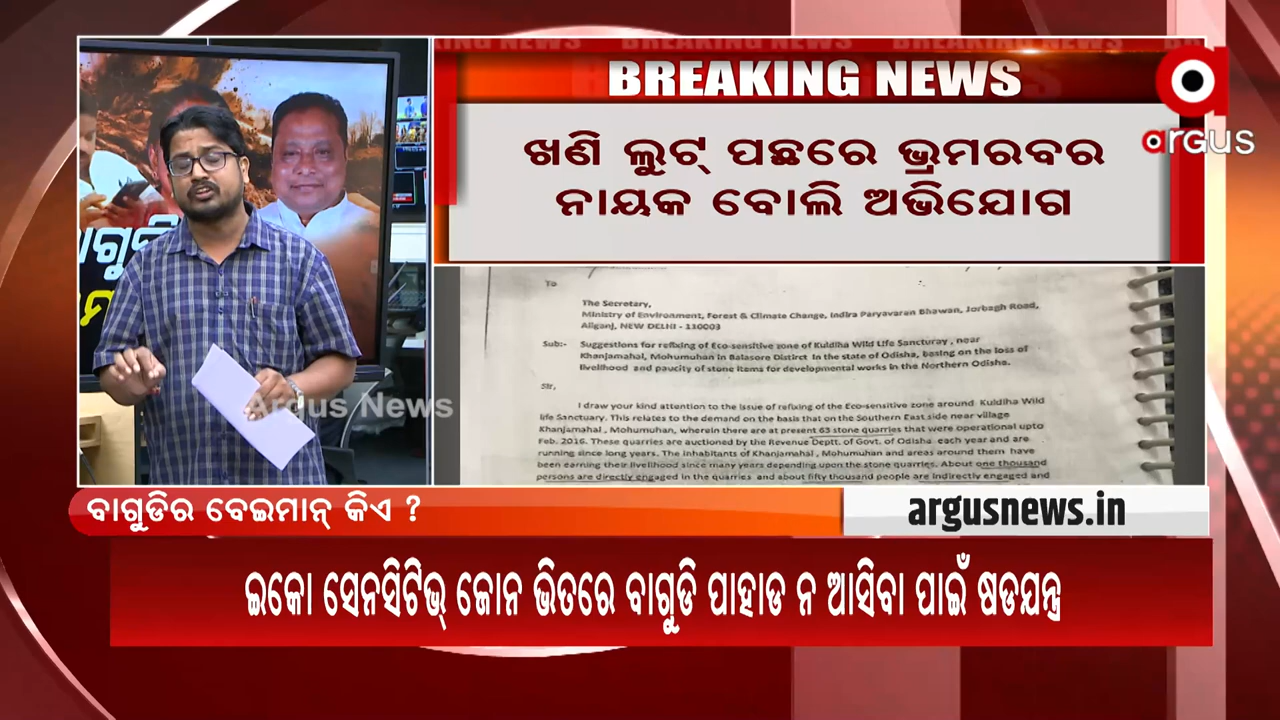 BREAKING NEWS
ଖଣି ଲୁଟ୍ ପଛରେ ଭ୍ରମରବର
ନାୟକ ବୋଲି ଅଭିଯୋଗ
argus
To
The Secretary,
Ministry of Environment, Forest & Climate Change, Indira Paryavaran Bhawan, Jorbagh Road,
Aliganj, NEW DELHI - 110003
Sub:- Suggestions for refixing of Eco-sensitive zone of Kuldiha Wild Life Sancturay , near
Khanjamahal, Mohumuhan in Balasore Distirct in the state of Odisha, basing on the loss of
livelihood and paucity of stone items for developmental works in the Northern Odisha.
Sir,
I draw your kind attention to the issue of refixing of the Eco-sensitive zone around Kuldiha Wild
life Sanctuary. This relates to the demand on the basis that on the Southern East side near village
Khanjamahal , Mohumuhan, wherein there are at present 63 stone quarries that were operational upto
Feb. 2016. These quarries are auctioned by the Revenue Deptt. of Govt. of Odisha each year and are
running since long years. The inhabitants of Khanjamahal , Mohumuhan and areas around them have
been earning their livelihood since many years depending upon the stone quarries. About one thousand
persons are directly engaged in the quarries and about fifty thousand people are indirectly engaged and
Argus News
ବାଗୁଡିର ବେଇମାନ୍ କିଏ ?
argusnews.in
ଇକୋ ସେନସିଟିଭ୍ ଜୋନ ଭିତରେ ବାଗୁଡି ପାହାଡ ନ ଆସିବା ପାଇଁ ଷଡଯନ୍ତ୍ର